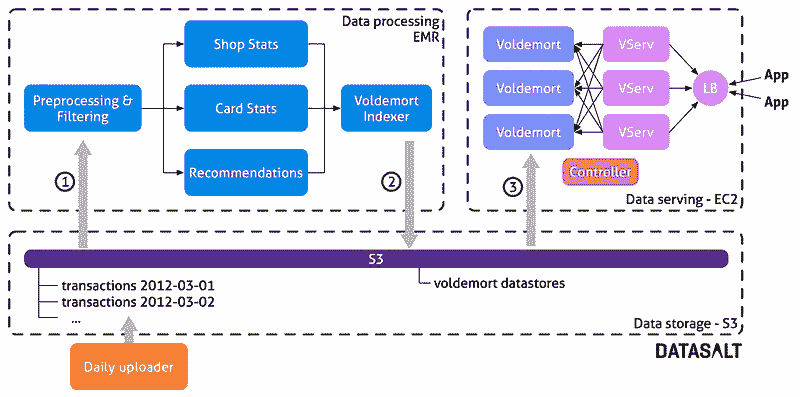 Data processing
EMR
Shop Stats
Preprocessing &
Filtering
Card Stats
Voldemort
Indexer
Recommendations
1
2
Voldemort
VServ
Voldemort
VServ
LB
App
App
Voldemort
VServ
Controller
3
Data serving - EC2
S3
transactions 2012-03-01
transactions 2012-03-02
...
voldemort datastores
Data storage - S3
DATASALT
Daily uploader